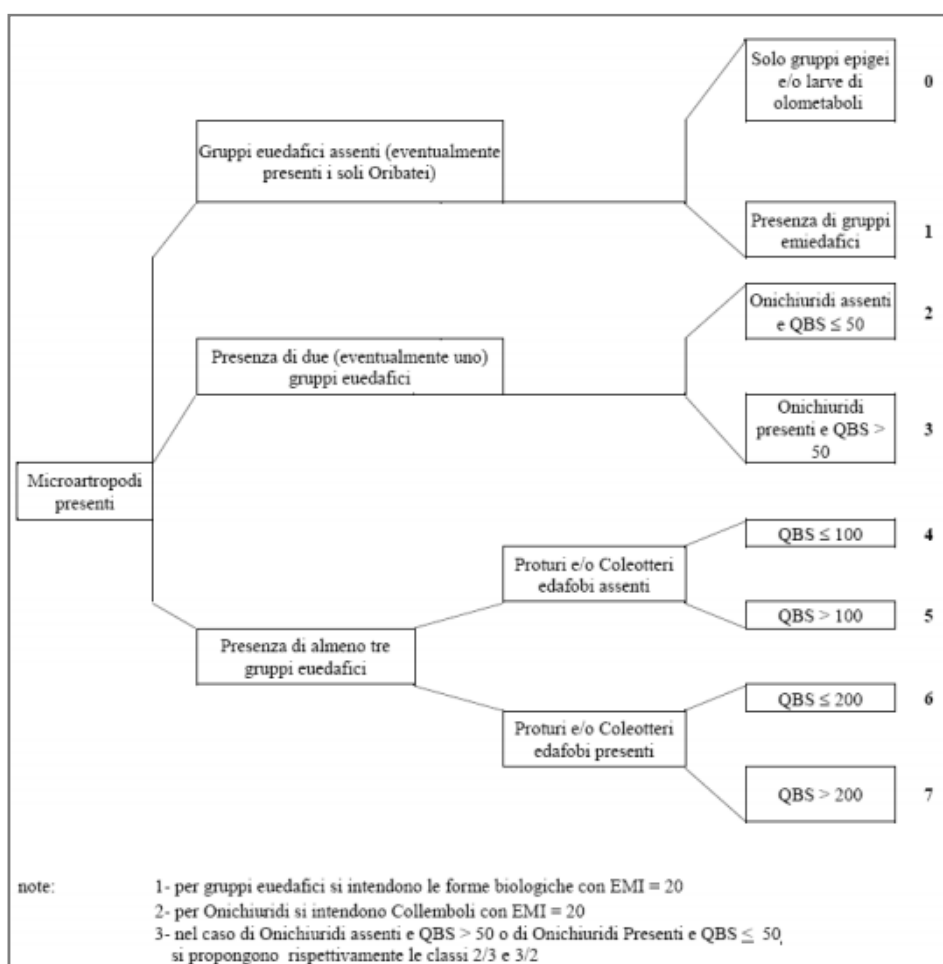 Solo gruppi epigei
e/o larve di
olometaboli
0
Gruppi euedafici assenti (eventualmente
presenti i soli Oribatei)
Presenza di gruppi
emiedafici
1
Onichiuridi assenti
e QBS ≤ 50
2
Presenza di due (eventualmente uno)
gruppi euedafici
Onichiuridi
presenti e QBS >
50
3
Microartropodi
presenti
QBS ≤ 100
4
Proturi e/o Coleotteri
edafobi assenti
QBS > 100
5
Presenza di almeno tre
gruppi euedafici
QBS ≤ 200
6
Proturi e/o Coleotteri
edafobi presenti
QBS > 200
7
note:
1- per gruppi euedafici si intendono le forme biologiche con EMI = 20
2- per Onichiuridi si intendono Collemboli con EMI = 20
3- nel caso di Onichiuridi assenti e QBS > 50 o di Onichiuridi Presenti e QBS ≤ 50,
si propongono rispettivamente le classi 2/3 e 3/2